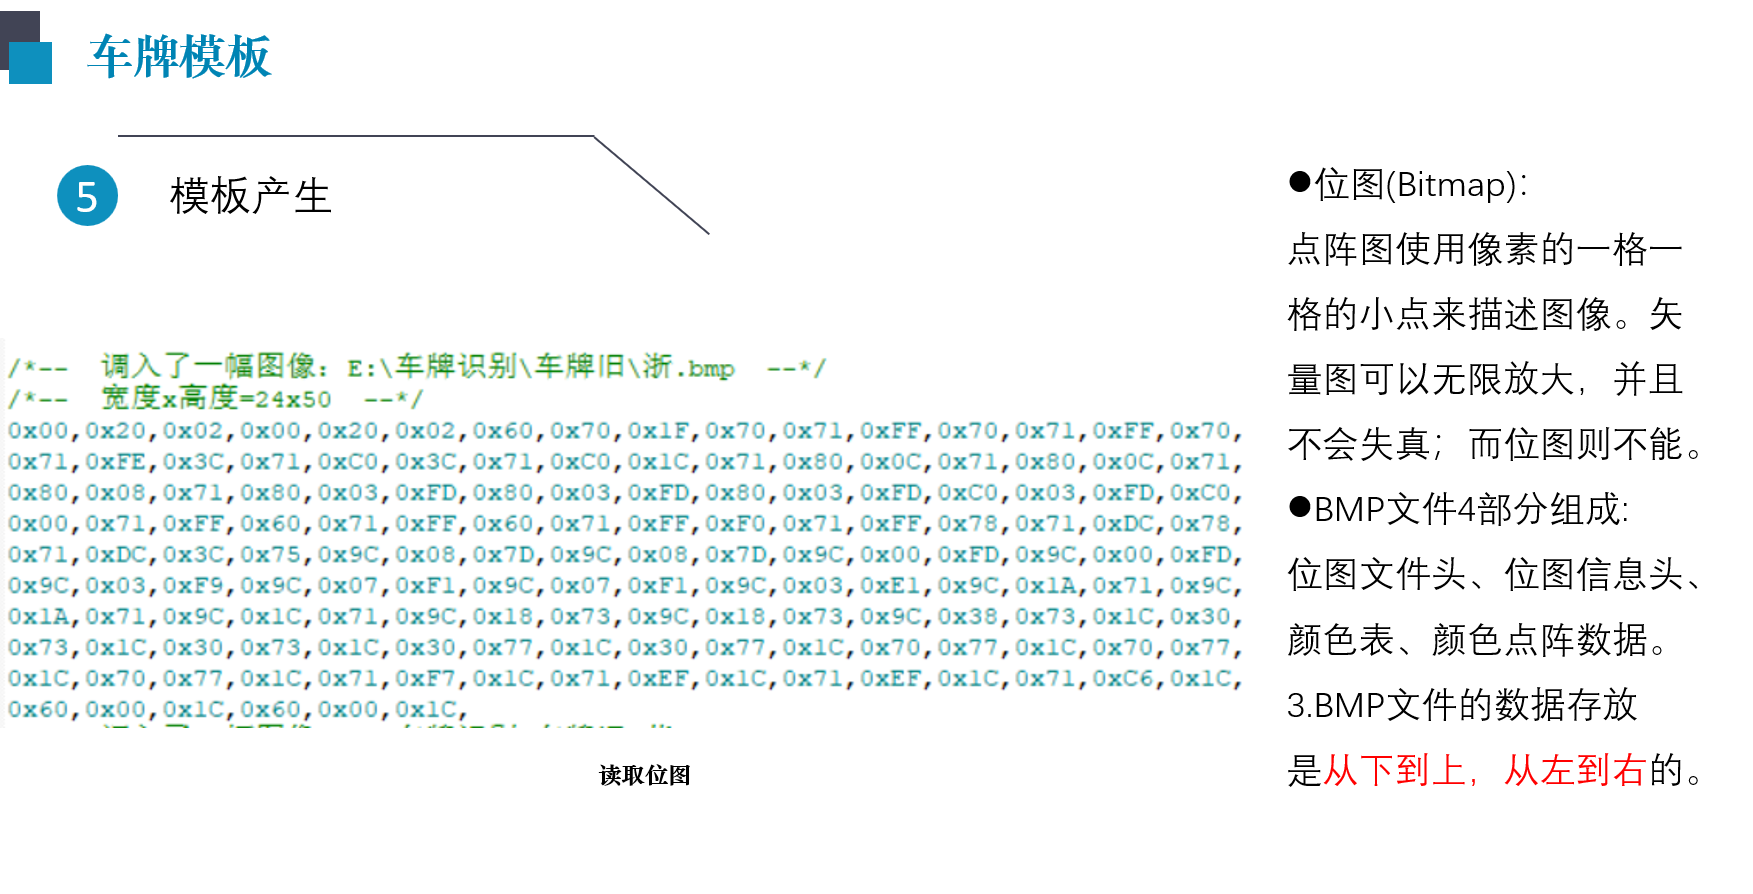 车牌模板
5
模板产生
/*--  调入了一幅图像：E:\车牌识别\车牌旧\浙.bmp  --*/
/*--  宽度x高度=24x50  --*/
0x00,0x20,0x02,0x00,0x20,0x02,0x60,0x70,0x1F,0x70,0x71,0xFF,0x70,0x71,0xFF,0x70,
0x71,0xFE,0x3C,0x71,0xC0,0x3C,0x71,0xC0,0x1C,0x71,0x80,0x0C,0x71,0x80,0x0C,0x71,
0x80,0x08,0x71,0x80,0x03,0xFD,0x80,0x03,0xFD,0x80,0x03,0xFD,0xC0,0x03,0xFD,0xC0,
0x00,0x71,0xFF,0x60,0x71,0xFF,0x60,0x71,0xFF,0xF0,0x71,0xFF,0x78,0x71,0xDC,0x78,
0x71,0xDC,0x3C,0x75,0x9C,0x08,0x7D,0x9C,0x08,0x7D,0x9C,0x00,0xFD,0x9C,0x00,0xFD,
0x9C,0x03,0xF9,0x9C,0x07,0xF1,0x9C,0x07,0xF1,0x9C,0x03,0xE1,0x9C,0x1A,0x71,0x9C,
0x1A,0x71,0x9C,0x1C,0x71,0x9C,0x18,0x73,0x9C,0x18,0x73,0x9C,0x38,0x73,0x1C,0x30,
0x73,0x1C,0x30,0x73,0x1C,0x30,0x77,0x1C,0x30,0x77,0x1C,0x70,0x77,0x1C,0x70,0x77,
0x1C,0x70,0x77,0x1C,0x71,0xF7,0x1C,0x71,0xEF,0x1C,0x71,0xEF,0x1C,0x71,0xC6,0x1C,
0x60,0x00,0x1C,0x60,0x00,0x1C,
读取位图
●位图(Bitmap):
点阵图使用像素的一格一
格的小点来描述图像。矢
量图可以无限放大，并且
不会失真；而位图则不能。
●BMP文件4部分组成:
位图文件头、位图信息头、
颜色表、颜色点阵数据。
3.BMP文件的数据存放
是从下到上，从左到右的。